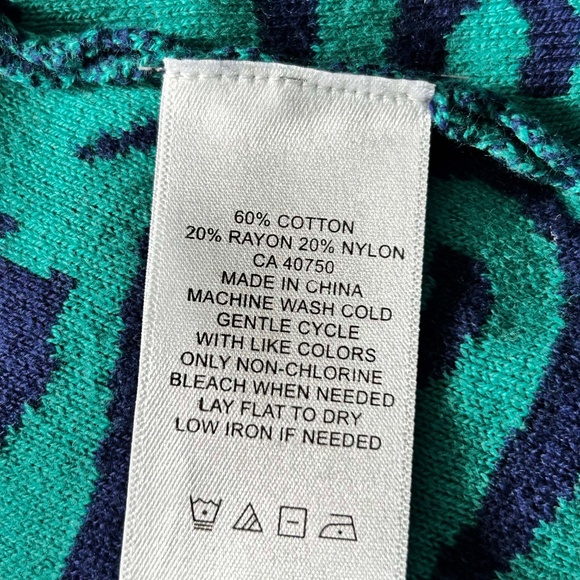 60% COTTON
20% RAYON 20% NYLON
CA 40750
MADE IN CHINA
MACHINE WASH COLD
GENTLE CYCLE
WITH LIKE COLORS
ONLY NON-CHLORINE
BLEACH WHEN NEEDED
LAY FLAT TO DRY
LOW IRON IF NEEDED